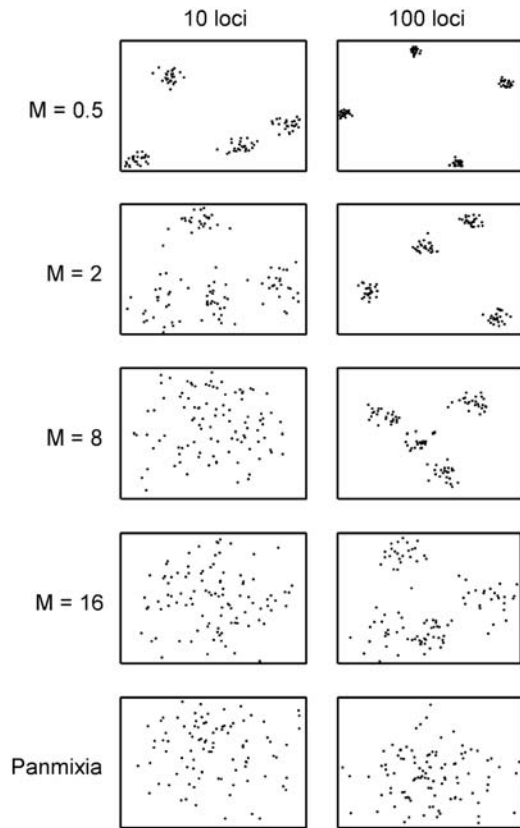 10 loci
100 loci
M = 0.5
M = 2
M = 8
M = 16
Panmixia